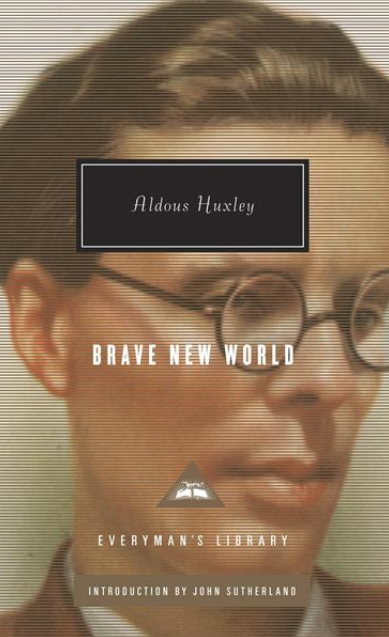 Aldous Huxley
BRAVE NEW WORLD
EVERYMAN'S LIBRARY
INTRODUCTION BY JOHN SUTHERLAND